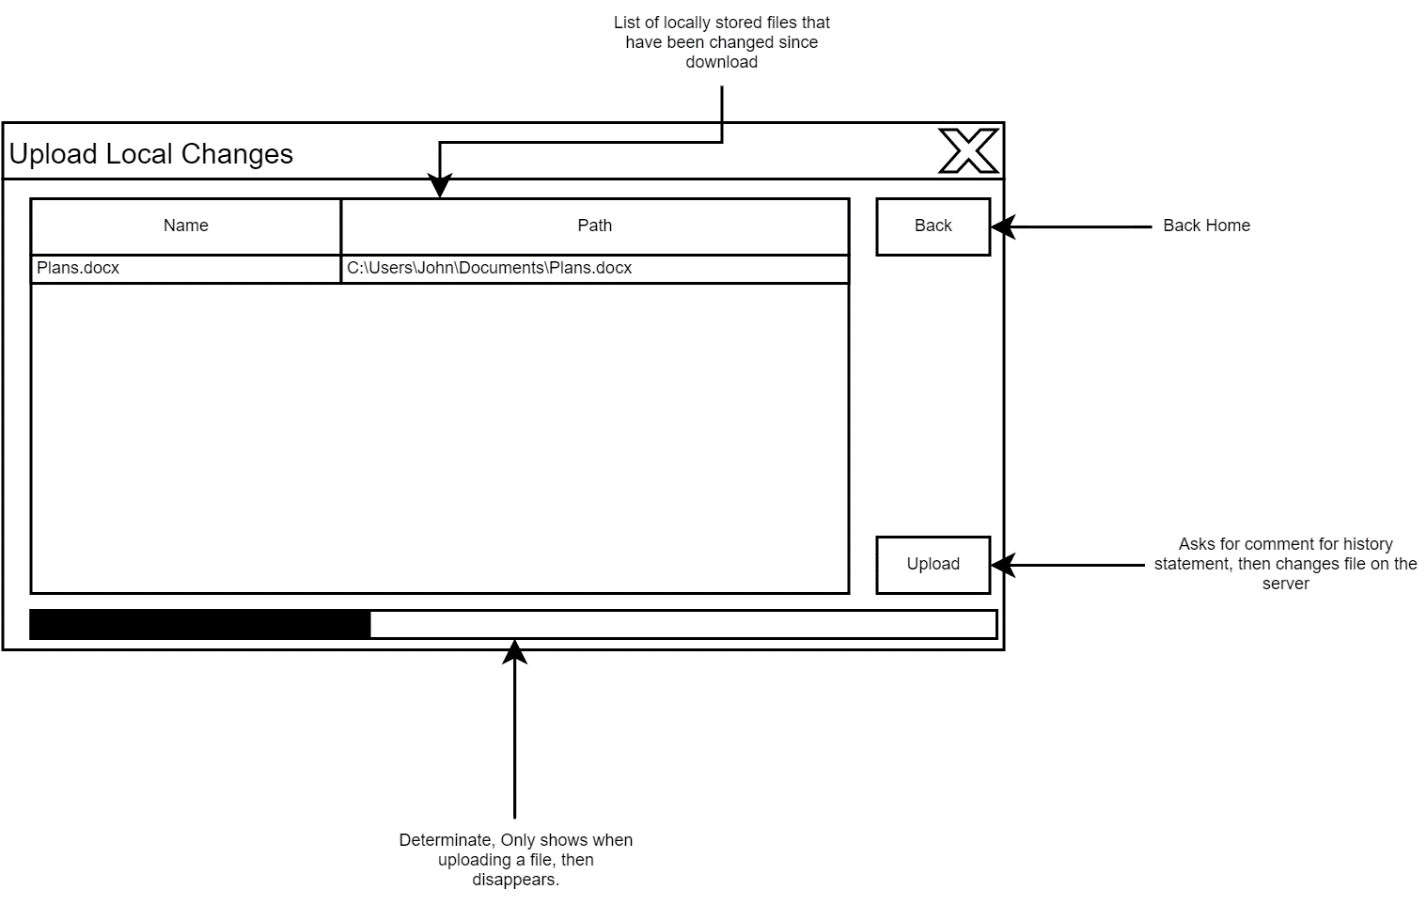 List of locally stored files that
have been changed since
download
Upload Local Changes
Name
Path
Back
Back Home
Plans.docx
C:\Users\John\Documents\Plans.docx
Upload
Asks for comment for history
statement, then changes file on the
server
Determinate, Only shows when
uploading a file, then
disappears.